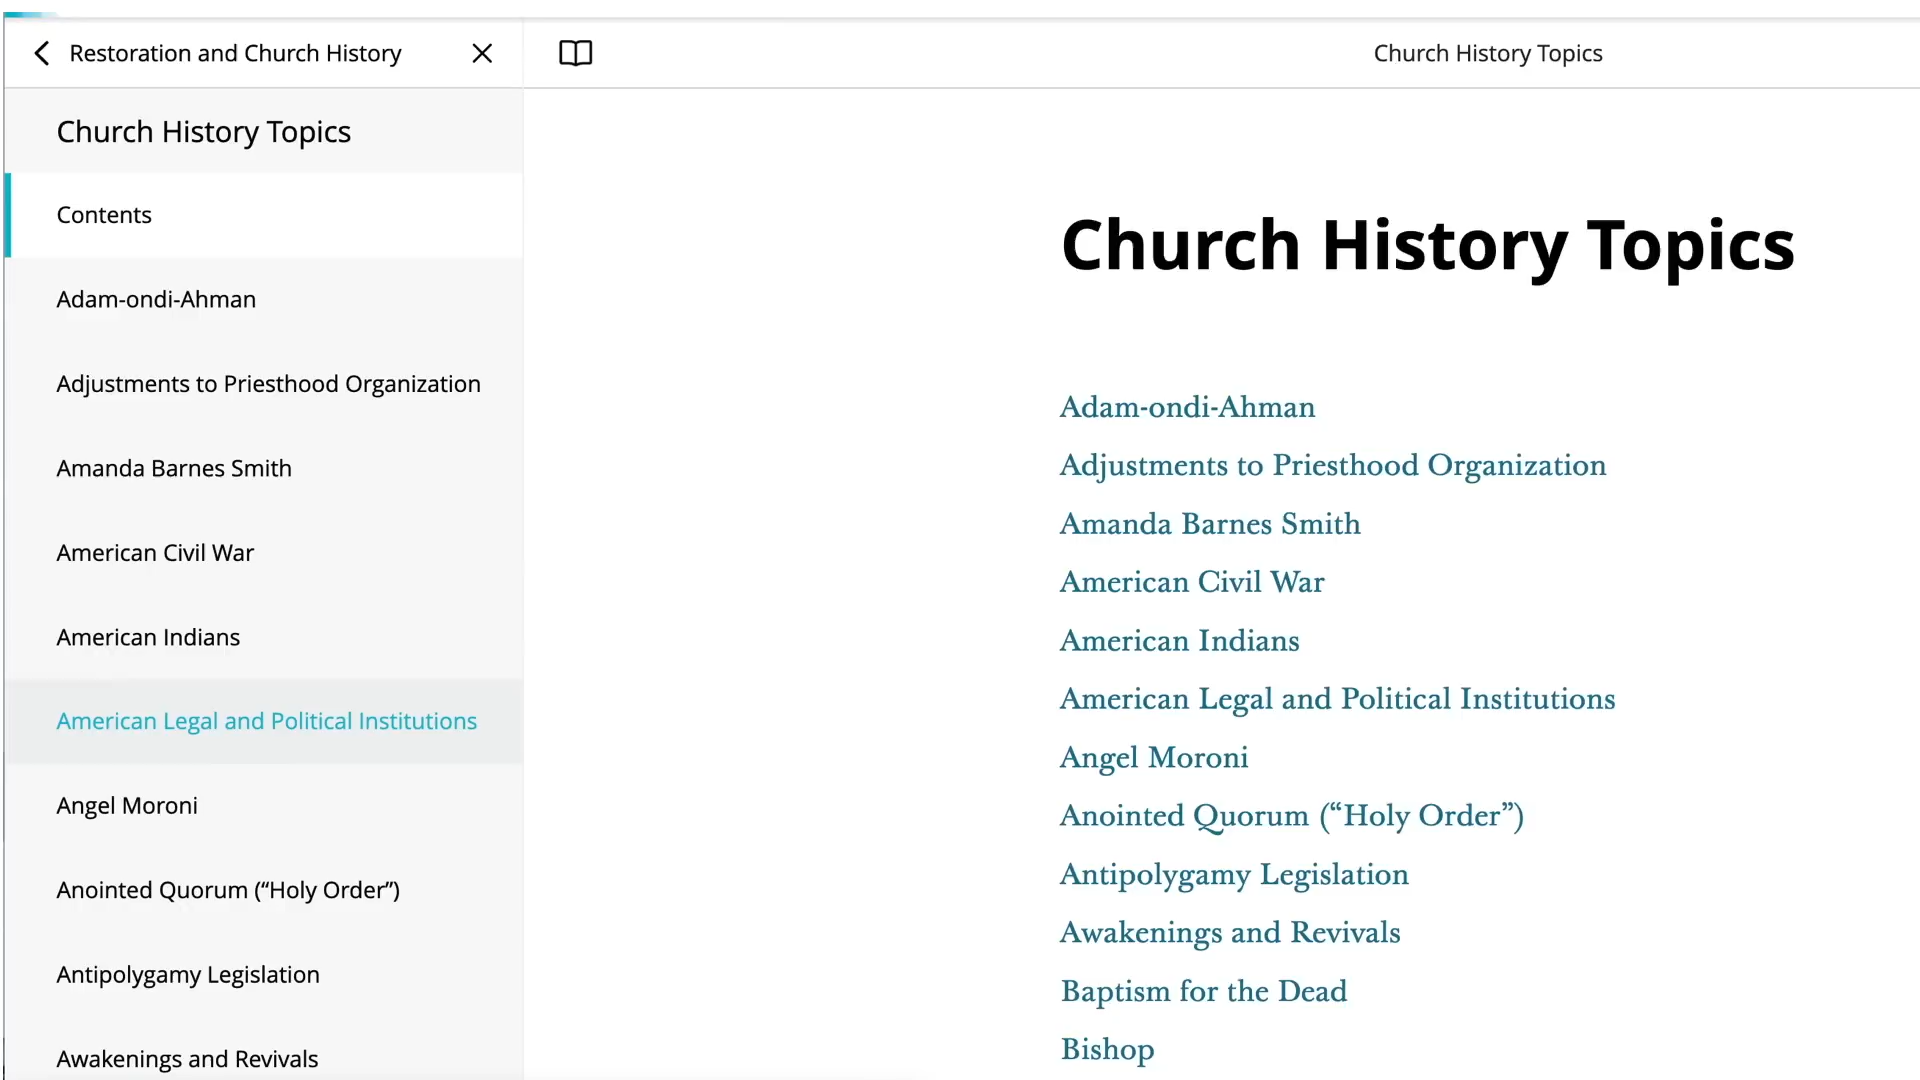 Restoration and Church History
Church History Topics
Contents
Adam-ondi-Ahman
Adjustments to Priesthood Organization
Amanda Barnes Smith
American Civil War
American Indians
American Legal and Political Institutions
Angel Moroni
Anointed Quorum (“Holy Order”)
Antipolygamy Legislation
Awakenings and Revivals
Church History Topics
Church History Topics
Adam-ondi-Ahman
Adjustments to Priesthood Organization
Amanda Barnes Smith
American Civil War
American Indians
American Legal and Political Institutions
Angel Moroni
Anointed Quorum (“Holy Order”)
Antipolygamy Legislation
Awakenings and Revivals
Baptism for the Dead
Bishop